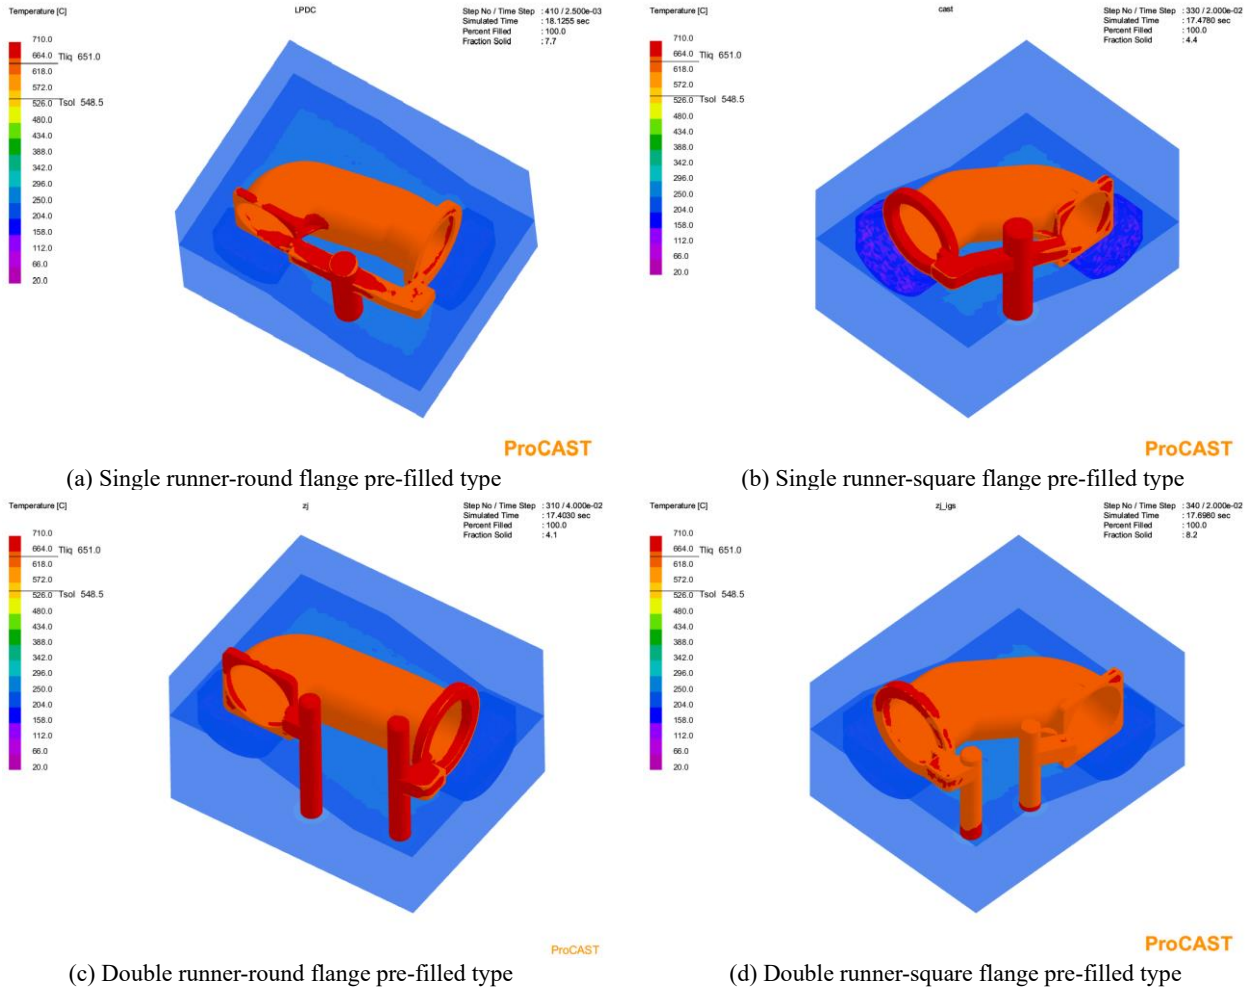 Temperature [C]
LPDC
Step No / Time Step : 410 / 2.500e-03
Simulated Time : 18.1255 sec
Percent Filled : 100.0
Fraction Solid : 7.7
710.0
664.0 Tliq 651.0
618.0
572.0
526.0 Tsol 548.5
480.0
434.0
388.0
342.0
296.0
250.0
204.0
158.0
112.0
66.0
20.0
ProCAST
(a) Single runner-round flange pre-filled type
Temperature [C]
cast
Step No / Time Step : 330 / 2.000e-02
Simulated Time : 17.4780 sec
Percent Filled : 100.0
Fraction Solid : 4.4
710.0
664.0 Tliq 651.0
618.0
572.0
526.0 Tsol 548.5
480.0
434.0
388.0
342.0
296.0
250.0
204.0
158.0
112.0
66.0
20.0
ProCAST
(b) Single runner-square flange pre-filled type
Temperature [C]
zj
Step No / Time Step : 310 / 4.000e-02
Simulated Time : 17.4030 sec
Percent Filled : 100.0
Fraction Solid : 4.1
710.0
664.0 Tliq 651.0
618.0
572.0
526.0 Tsol 548.5
480.0
434.0
388.0
342.0
296.0
250.0
204.0
158.0
112.0
66.0
20.0
ProCAST
(c) Double runner-round flange pre-filled type
Temperature [C]
zj_igs
Step No / Time Step : 340 / 2.000e-02
Simulated Time : 17.6980 sec
Percent Filled : 100.0
Fraction Solid : 8.2
710.0
664.0 Tliq 651.0
618.0
572.0
526.0 Tsol 548.5
480.0
434.0
388.0
342.0
296.0
250.0
204.0
158.0
112.0
66.0
20.0
ProCAST
(d) Double runner-square flange pre-filled type